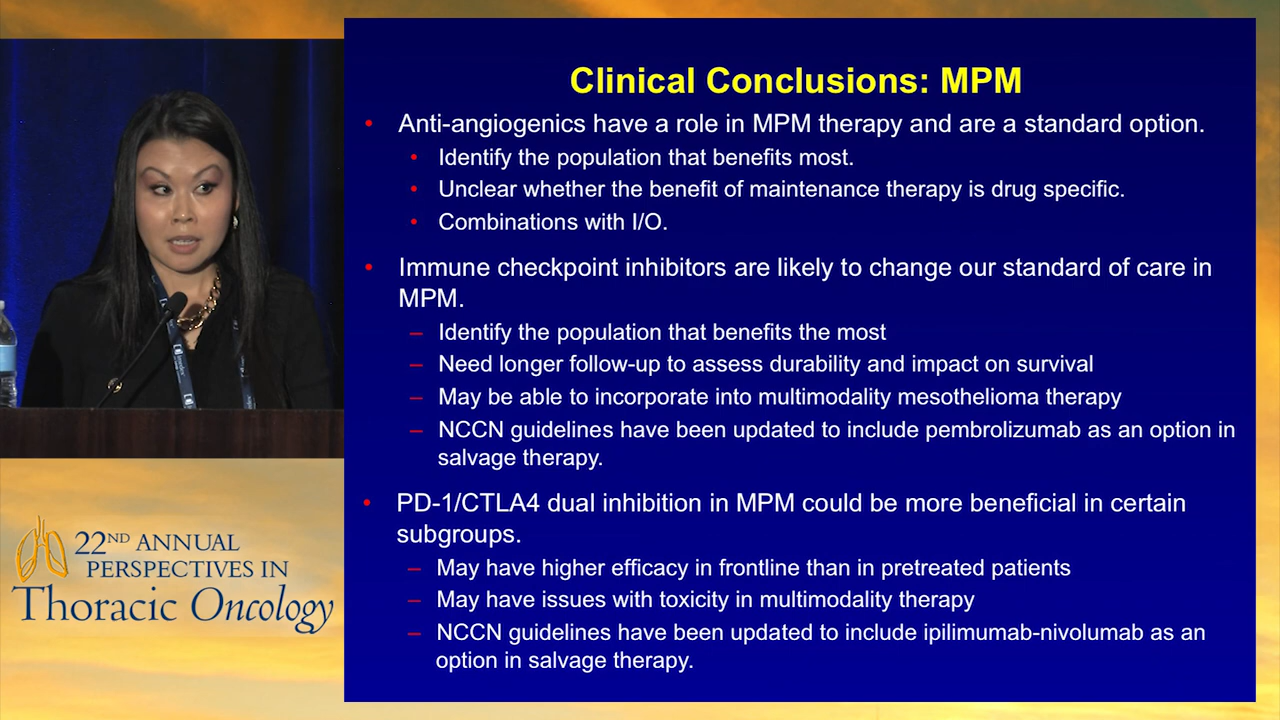 Clinical Conclusions: MPM
• Anti-angiogenics have a role in MPM therapy and are a standard option.
• Identify the population that benefits most.
• Unclear whether the benefit of maintenance therapy is drug specific.
• Combinations with I/O.
• Immune checkpoint inhibitors are likely to change our standard of care in
MPM.
– Identify the population that benefits the most
– Need longer follow-up to assess durability and impact on survival
– May be able to incorporate into multimodality mesothelioma therapy
– NCCN guidelines have been updated to include pembrolizumab as an option in
salvage therapy.
• PD-1/CTLA4 dual inhibition in MPM could be more beneficial in certain
subgroups.
– May have higher efficacy in frontline than in pretreated patients
– May have issues with toxicity in multimodality therapy
– NCCN guidelines have been updated to include ipilimumab-nivolumab as an
option in salvage therapy.
22ND ANNUAL
PERSPECTIVES IN
Thoracic Oncology